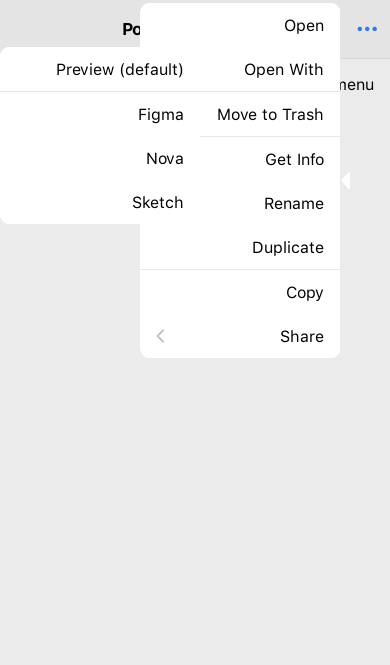 Po
Open
Open With
Move to Trash
Get Info
Rename
Duplicate
Copy
Share
Preview (default)
Figma
Nova
Sketch
menu